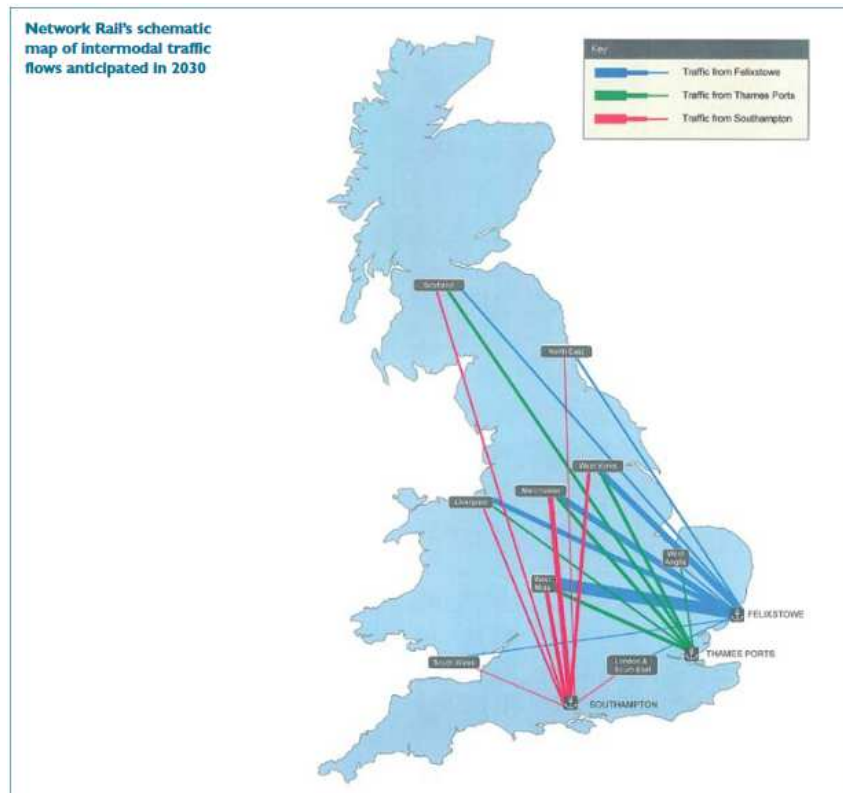 Network Rail's schematic
map of intermodal traffic
flows anticipated in 2030
Key
Traffic from Felixstowe
Traffic from Thames Ports
Traffic from Southampton
Scotland
North East
West Yorks
Manchester
Liverpool
West
Anglia
West
Mids
FELIXSTOWE
THAMES PORTS
South Wales
London &
South East
SOUTHAMPTON